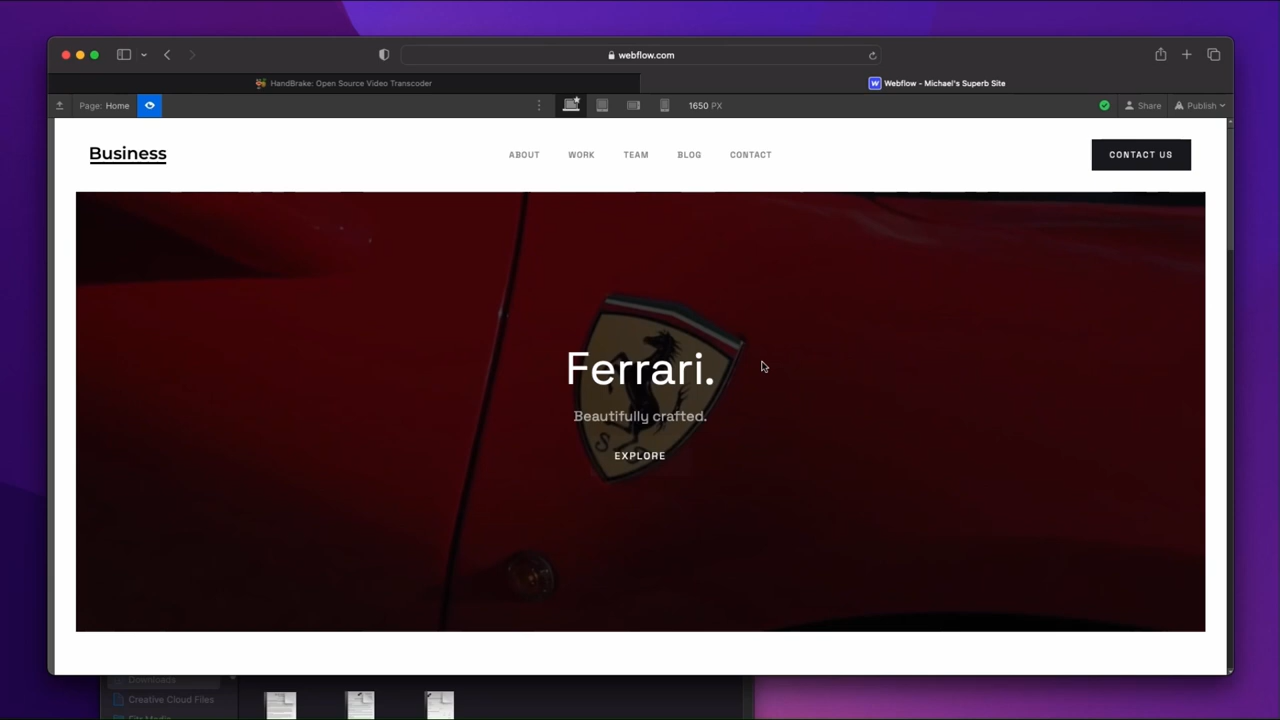 webflow.com
HandBrake: Open Source Video Transcoder
Webflow - Michael's Superb Site
Page: Home
1650 PX
Share
Publish
Business
ABOUT
WORK
TEAM
BLOG
CONTACT
CONTACT US
Ferrari.
Beautifully crafted.
EXPLORE
Downloads
Creative Cloud Files